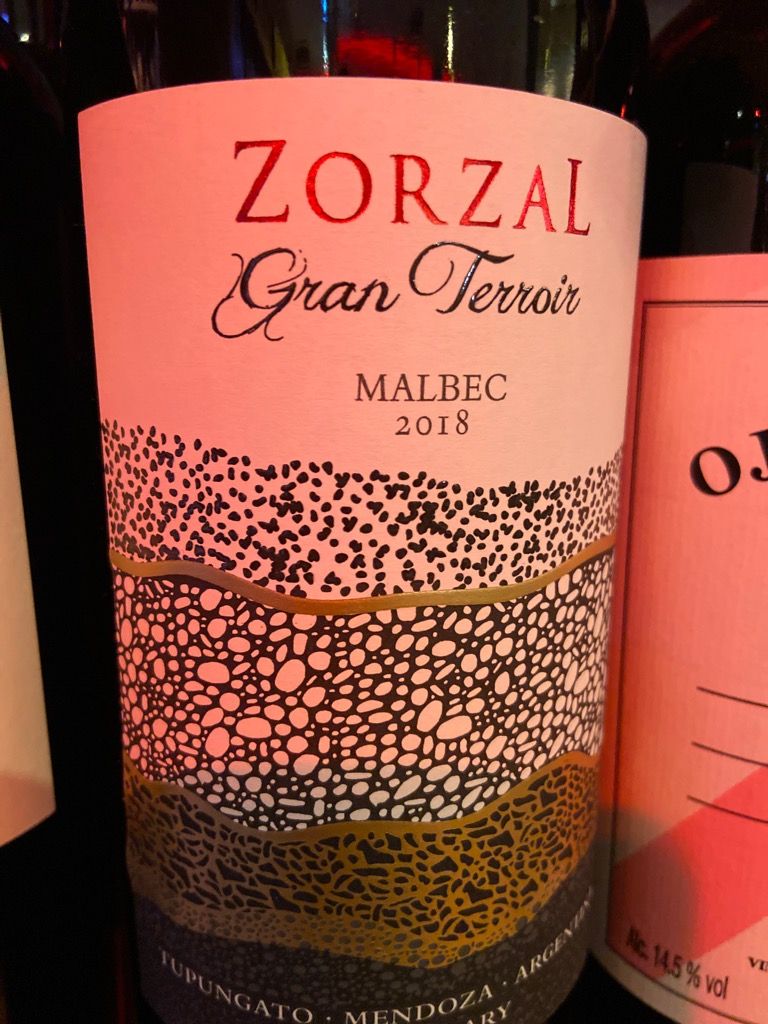 ZORZAL
Gran Terroir
MALBEC
2018
TUPUNGATO · MENDOZA · ARGENTINA
OJ
Alc. 14.5 % vol